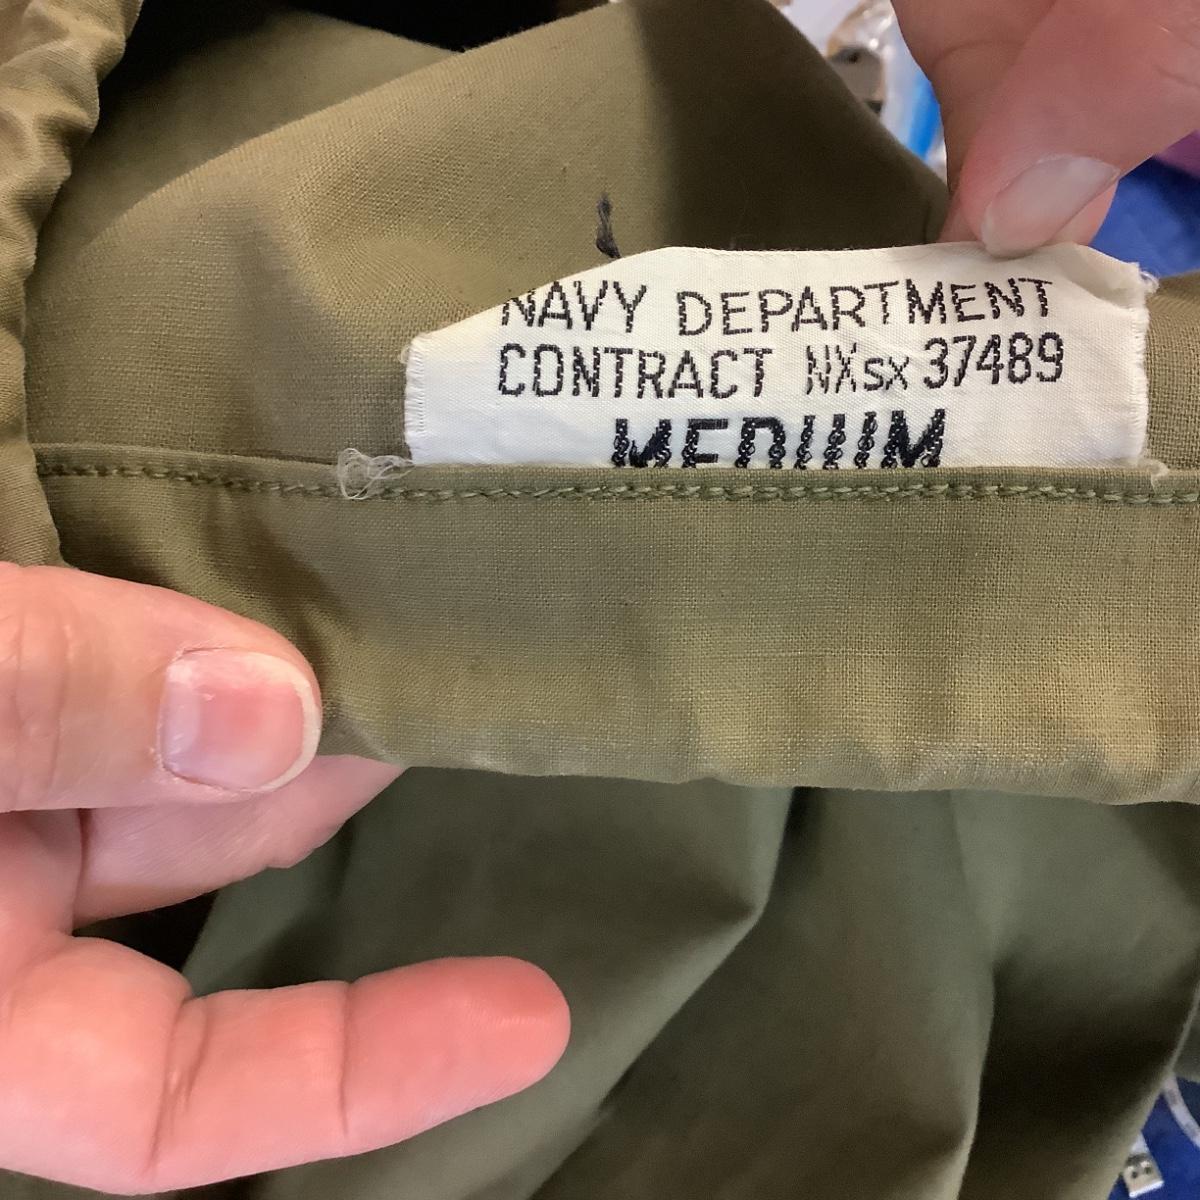 NAVY DEPARTMENT
CONTRACT NXsx 37489
MEDIUM
B